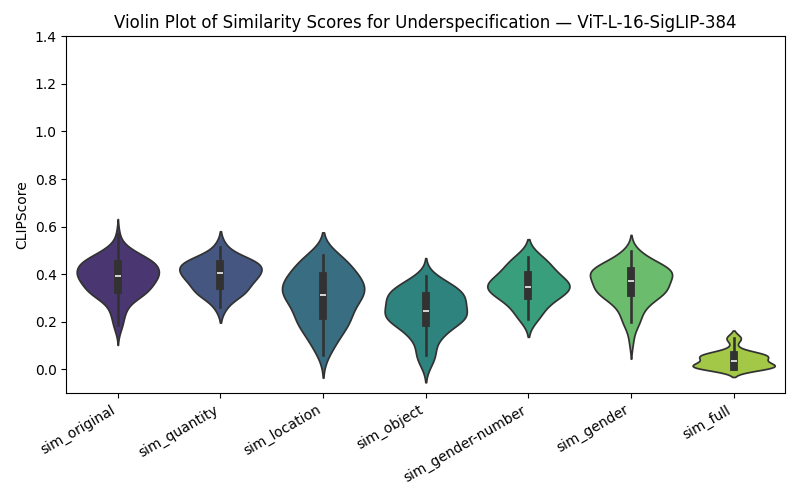 Violin Plot of Similarity Scores for Underspecification — ViT-L-16-SigLIP-384
CLIPScore
1.4
1.2
1.0
0.8
0.6
0.4
0.2
0.0
sim_original
sim_quantity
sim_location
sim_object
sim_gender-number
sim_gender
sim_full